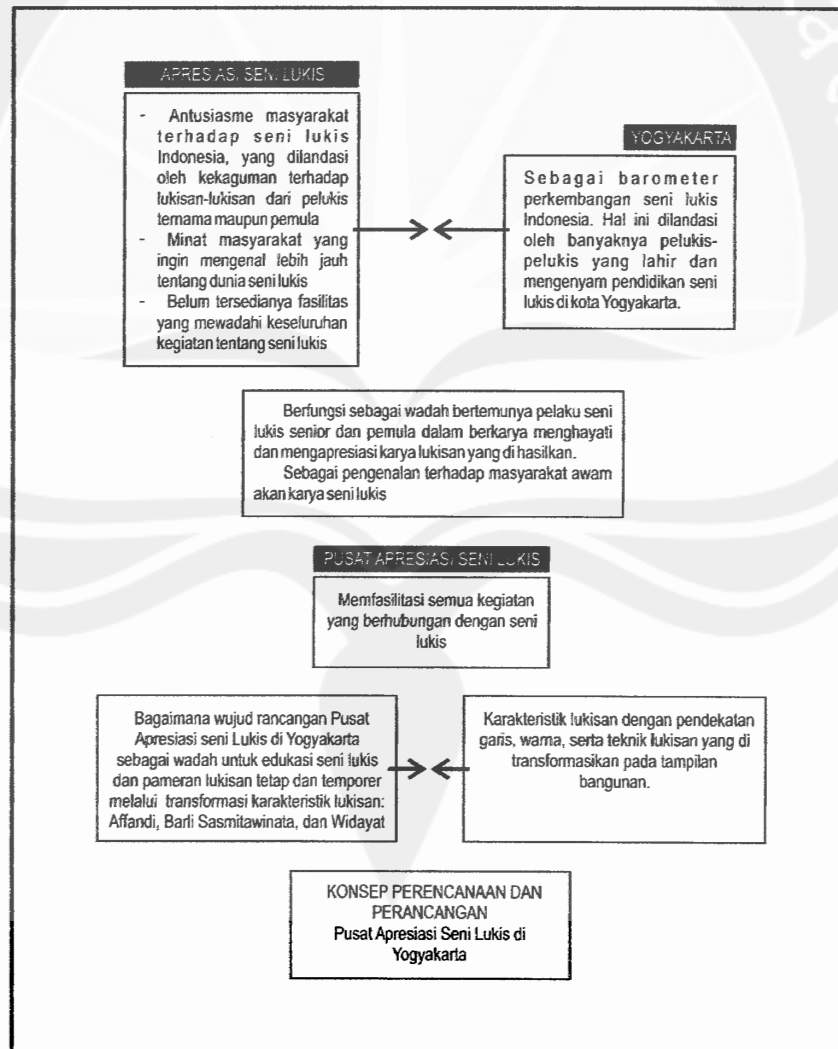 APRESIASI SENI LUKIS
- Antusiasme masyarakat
terhadap seni lukis
Indonesia, yang dilandasi
oleh kekaguman terhadap
lukisan-lukisan dari pelukis
ternama maupun pemula
- Minat masyarakat yang
ingin mengenal lebih jauh
tentang dunia seni lukis
- Belum tersedianya fasilitas
yang mewadahi keseluruhan
kegiatan tentang seni lukis
YOGYAKARTA
Sebagai barometer
perkembangan seni lukis
Indonesia. Hal ini dilandasi
oleh banyaknya pelukis-
pelukis yang lahir dan
mengenyam pendidikan seni
lukis di kota Yogyakarta.
Berfungsi sebagai wadah bertemunya pelaku seni
lukis senior dan pemula dalam berkarya menghayati
dan mengapresiasi karya lukisan yang di hasilkan.
Sebagai pengenalan terhadap masyarakat awam
akan karya seni lukis
PUSAT APRESIASI SENI LUKIS
Memfasilitasi semua kegiatan
yang berhubungan dengan seni
lukis
Bagaimana wujud rancangan Pusat
Apresiasi seni Lukis di Yogyakarta
sebagai wadah untuk edukasi seni lukis
dan pameran lukisan tetap dan temporer
melalui transformasi karakteristik lukisan:
Affandi, Barli Sasmitawinata, dan Widayat
Karakteristik lukisan dengan pendekatan
garis, warna, serta teknik lukisan yang di
transformasikan pada tampilan
bangunan.
KONSEP PERENCANAAN DAN
PERANCANGAN
Pusat Apresiasi Seni Lukis di
Yogyakarta